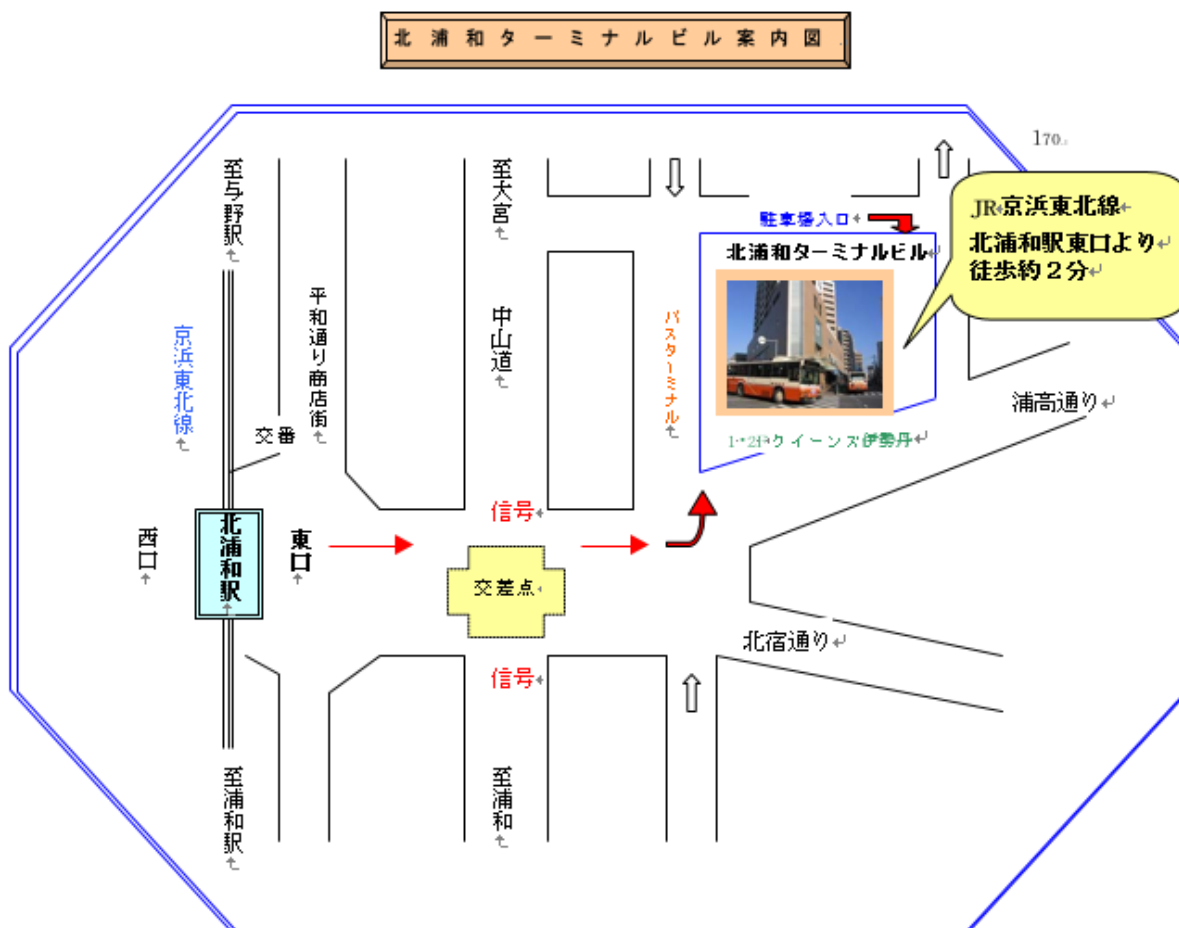 北浦和ターミナルビル案内図
170
至与野駅
至大宮
駐車場入口
JR京浜東北線
北浦和駅東口より
徒歩約２分
北浦和ターミナルビル
平和通り商店街
中山道
バスターミナル
京浜東北線
浦高通り
交番
クイーンズ伊勢丹
信号
西口
北浦和駅
東口
交差点
北宿通り
信号
至浦和駅
至浦和